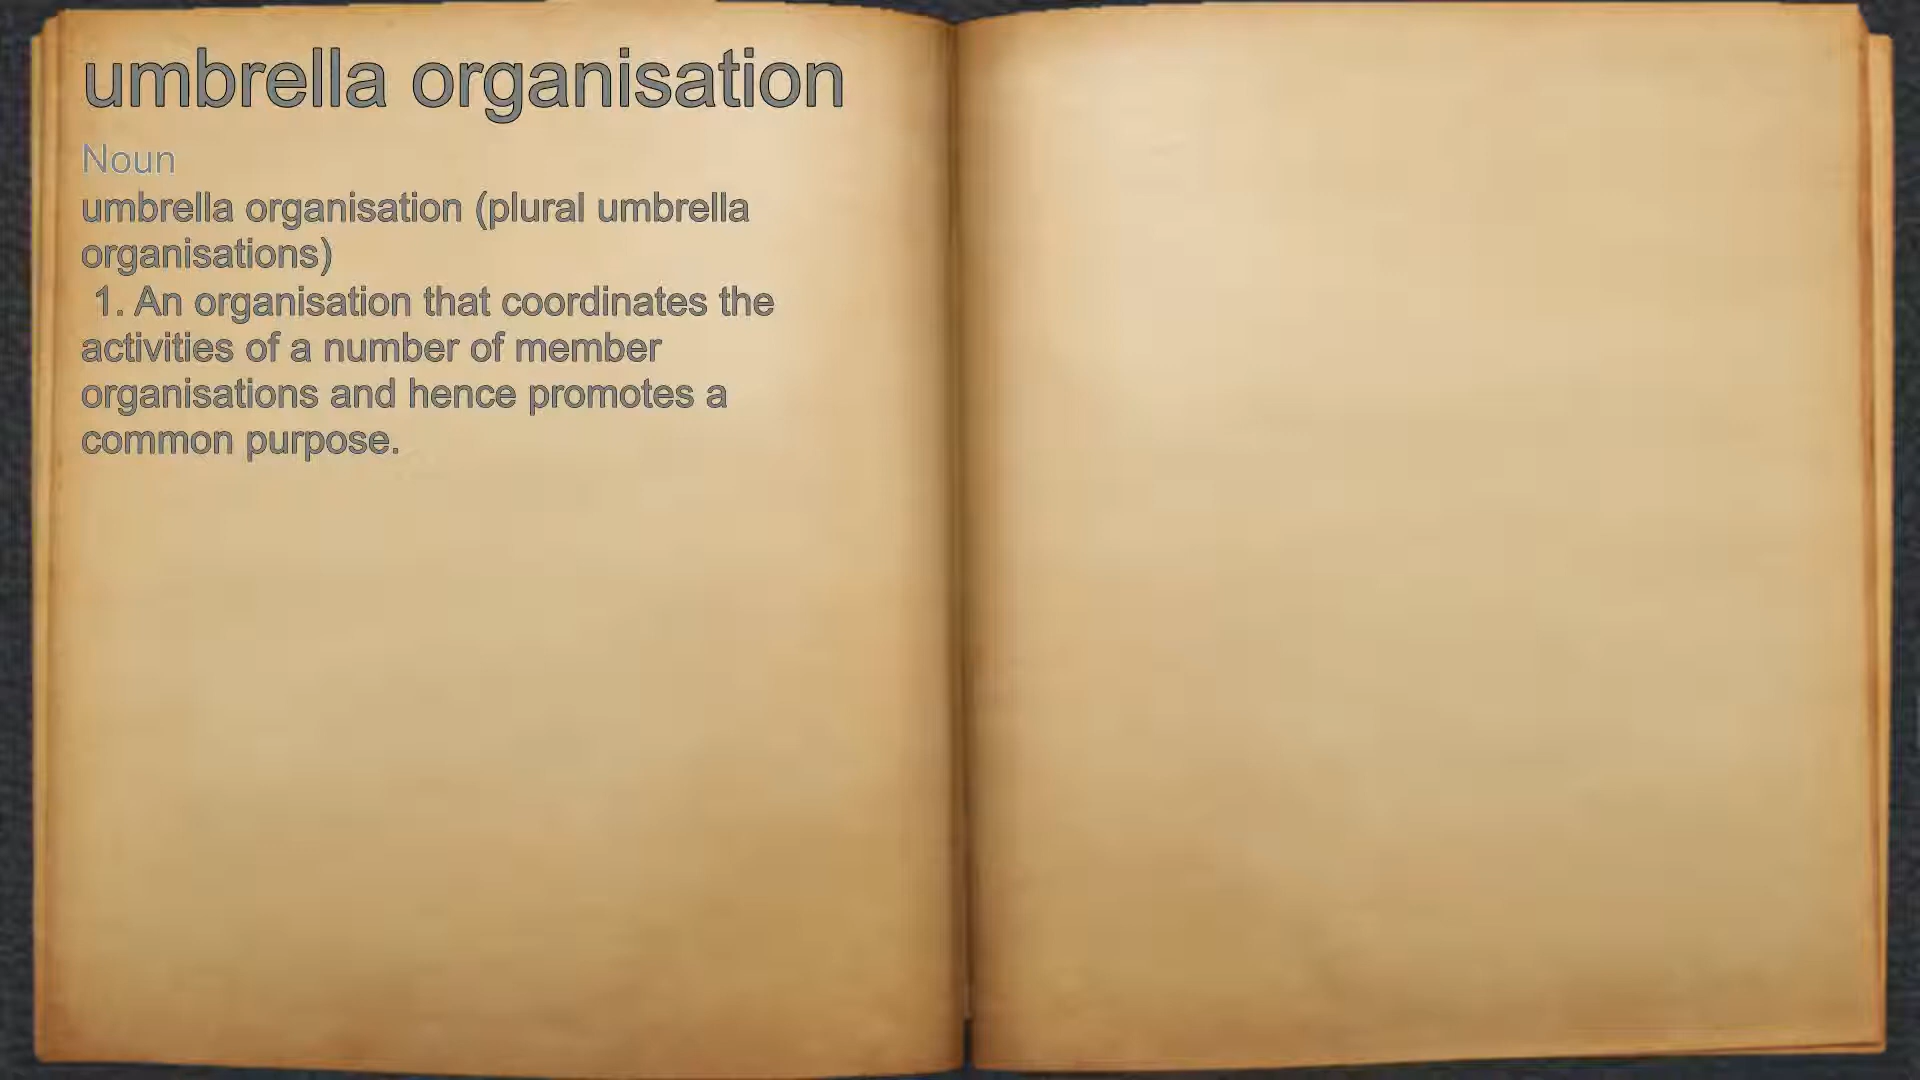 umbrella organisation
Noun
umbrella organisation (plural umbrella
organisations)
1. An organisation that coordinates the
activities of a number of member
organisations and hence promotes a
common purpose.